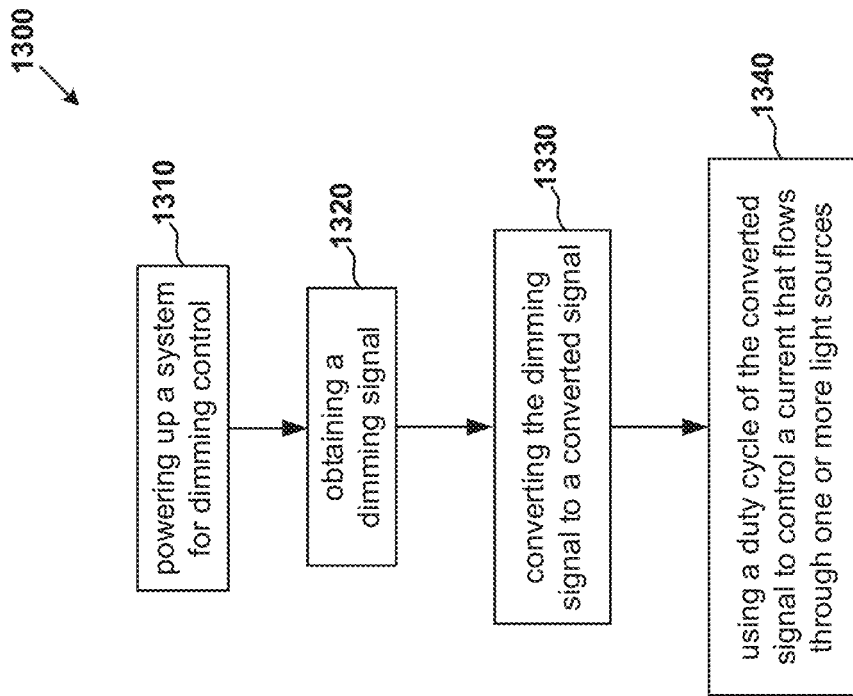 1300
1310
powering up a system
for dimming control
1320
obtaining a
dimming signal
1330
converting the dimming
signal to a converted signal
1340
using a duty cycle of the converted
signal to control a current that flows
through one or more light sources